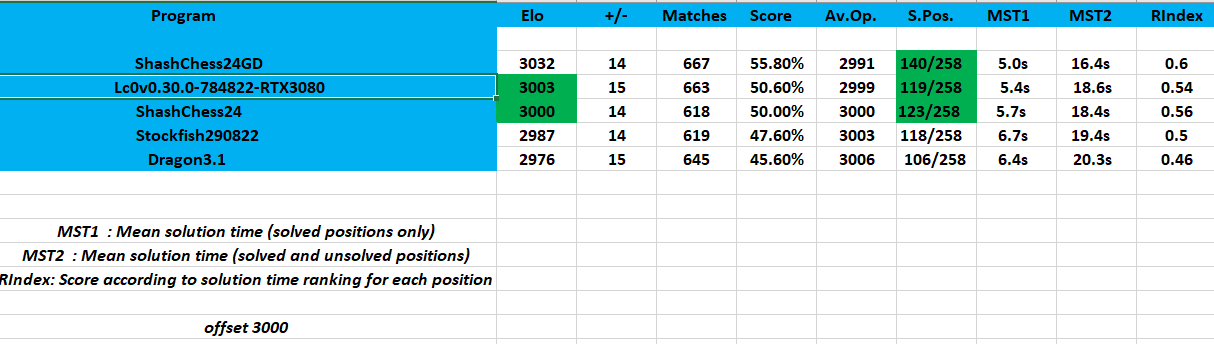 Program Elo +/- Matches Score Av.Op. S.Pos. MST1 MST2 RIndex
ShashChess24GD 3032 14 667 55.80% 2991 140/258 5.0s 16.4s 0.6
Lc0v0.30.0-784822-RTX3080 3003 15 663 50.60% 2999 119/258 5.4s 18.6s 0.54
ShashChess24 3000 14 618 50.00% 3000 123/258 5.7s 18.4s 0.56
Stockfish290822 2987 14 619 47.60% 3003 118/258 6.7s 19.4s 0.5
Dragon3.1 2976 15 645 45.60% 3006 106/258 6.4s 20.3s 0.46
MST1 : Mean solution time (solved positions only)
MST2 : Mean solution time (solved and unsolved positions)
RIndex: Score according to solution time ranking for each position
offset 3000